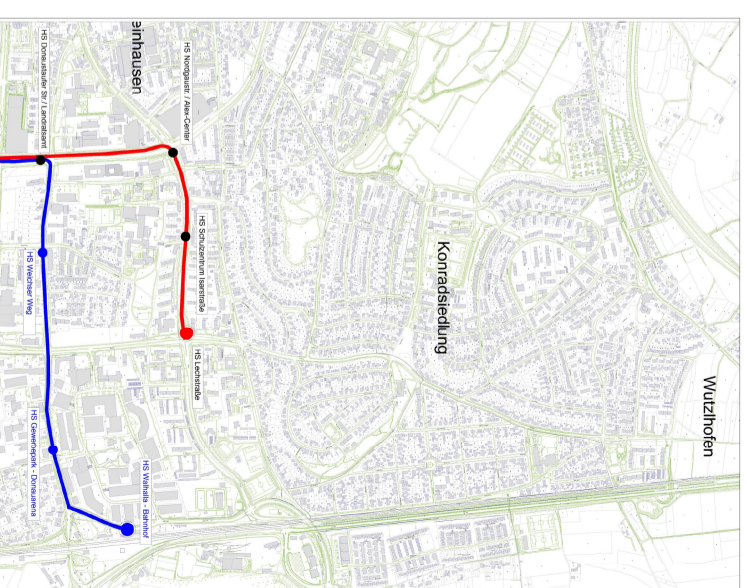 einhausen
HS Donaustaufer Str./ Landratsamt
HS Nordgaustr. / Alex-Center
HS Schulzentrum Isarstraße
HS Lechstraße
HS Weichser Weg
HS Gewerbepark - Donauarena
HS Walhalla - Bahnhof
Konradsiedlung
Wutzlhofen